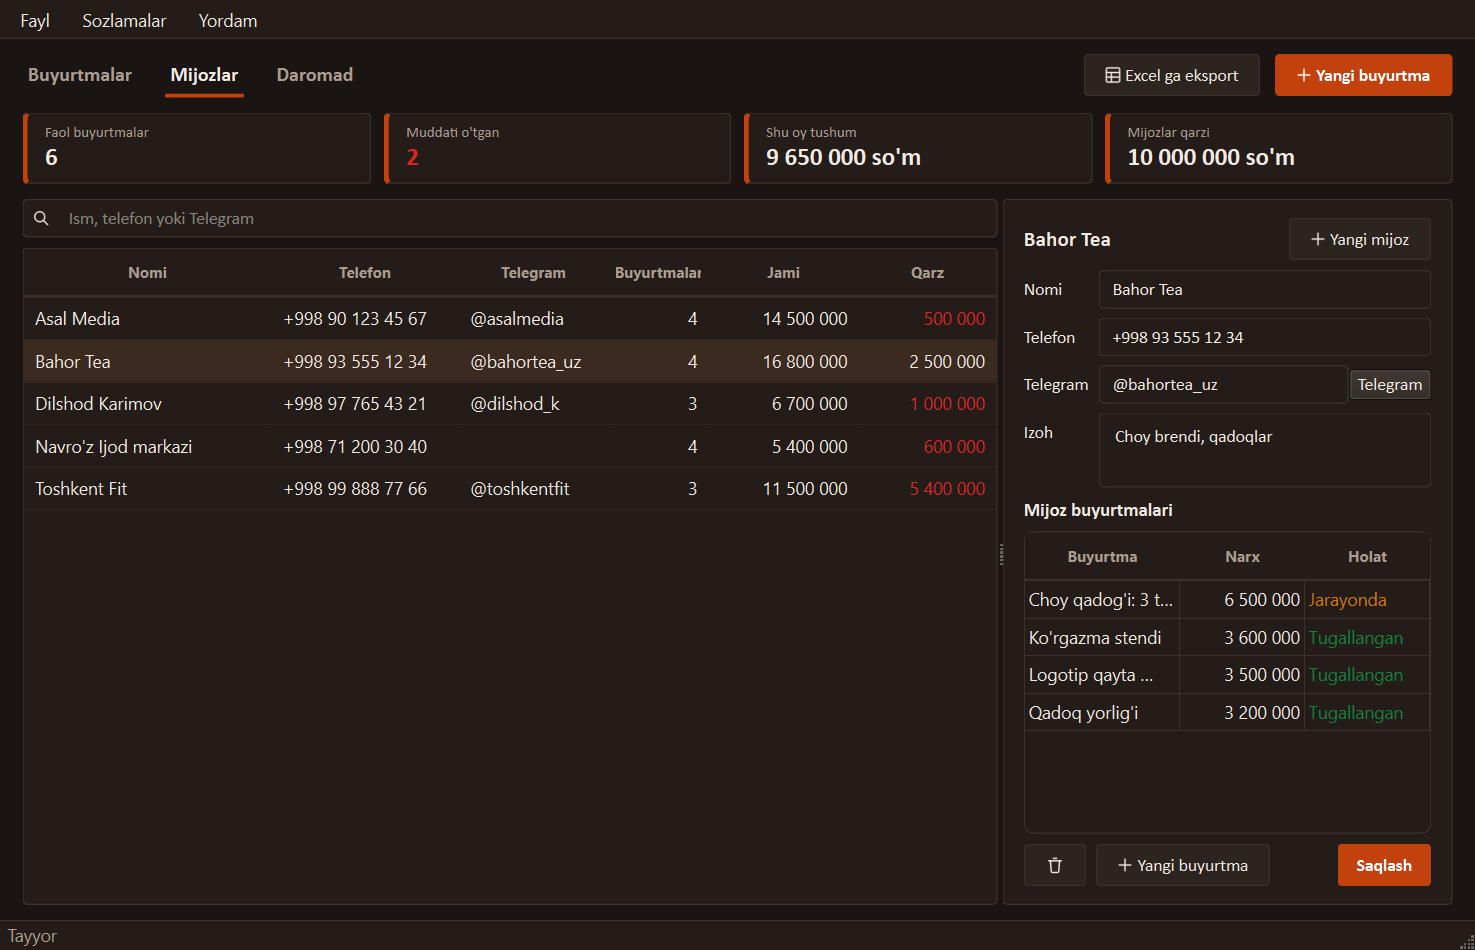 Fayl Sozlamalar Yordam
Buyurtmalar Mijozlar Daromad Excel ga eksport + Yangi buyurtma
Faol buyurtmalar Muddati o'tgan Shu oy tushum Mijozlar qarzi
6 2 9 650 000 so'm 10 000 000 so'm
Ism, telefon yoki Telegram
Nomi Telefon Telegram Buyurtmalar Jami Qarz
Asal Media +998 90 123 45 67 @asalmedia 4 14 500 000 500 000
Bahor Tea +998 93 555 12 34 @bahortea_uz 4 16 800 000 2 500 000
Dilshod Karimov +998 97 765 43 21 @dilshod_k 3 6 700 000 1 000 000
Navro'z Ijod markazi +998 71 200 30 40 4 5 400 000 600 000
Toshkent Fit +998 99 888 77 66 @toshkentfit 3 11 500 000 5 400 000
Bahor Tea + Yangi mijoz
Nomi Bahor Tea
Telefon +998 93 555 12 34
Telegram @bahortea_uz Telegram
Izoh Choy brendi, qadoqlar
Mijoz buyurtmalari
Buyurtma Narx Holat
Choy qadog'i: 3 t... 6 500 000 Jarayonda
Ko'rgazma stendi 3 600 000 Tugallangan
Logotip qayta ... 3 500 000 Tugallangan
Qadoq yorlig'i 3 200 000 Tugallangan
+ Yangi buyurtma Saqlash
Tayyor